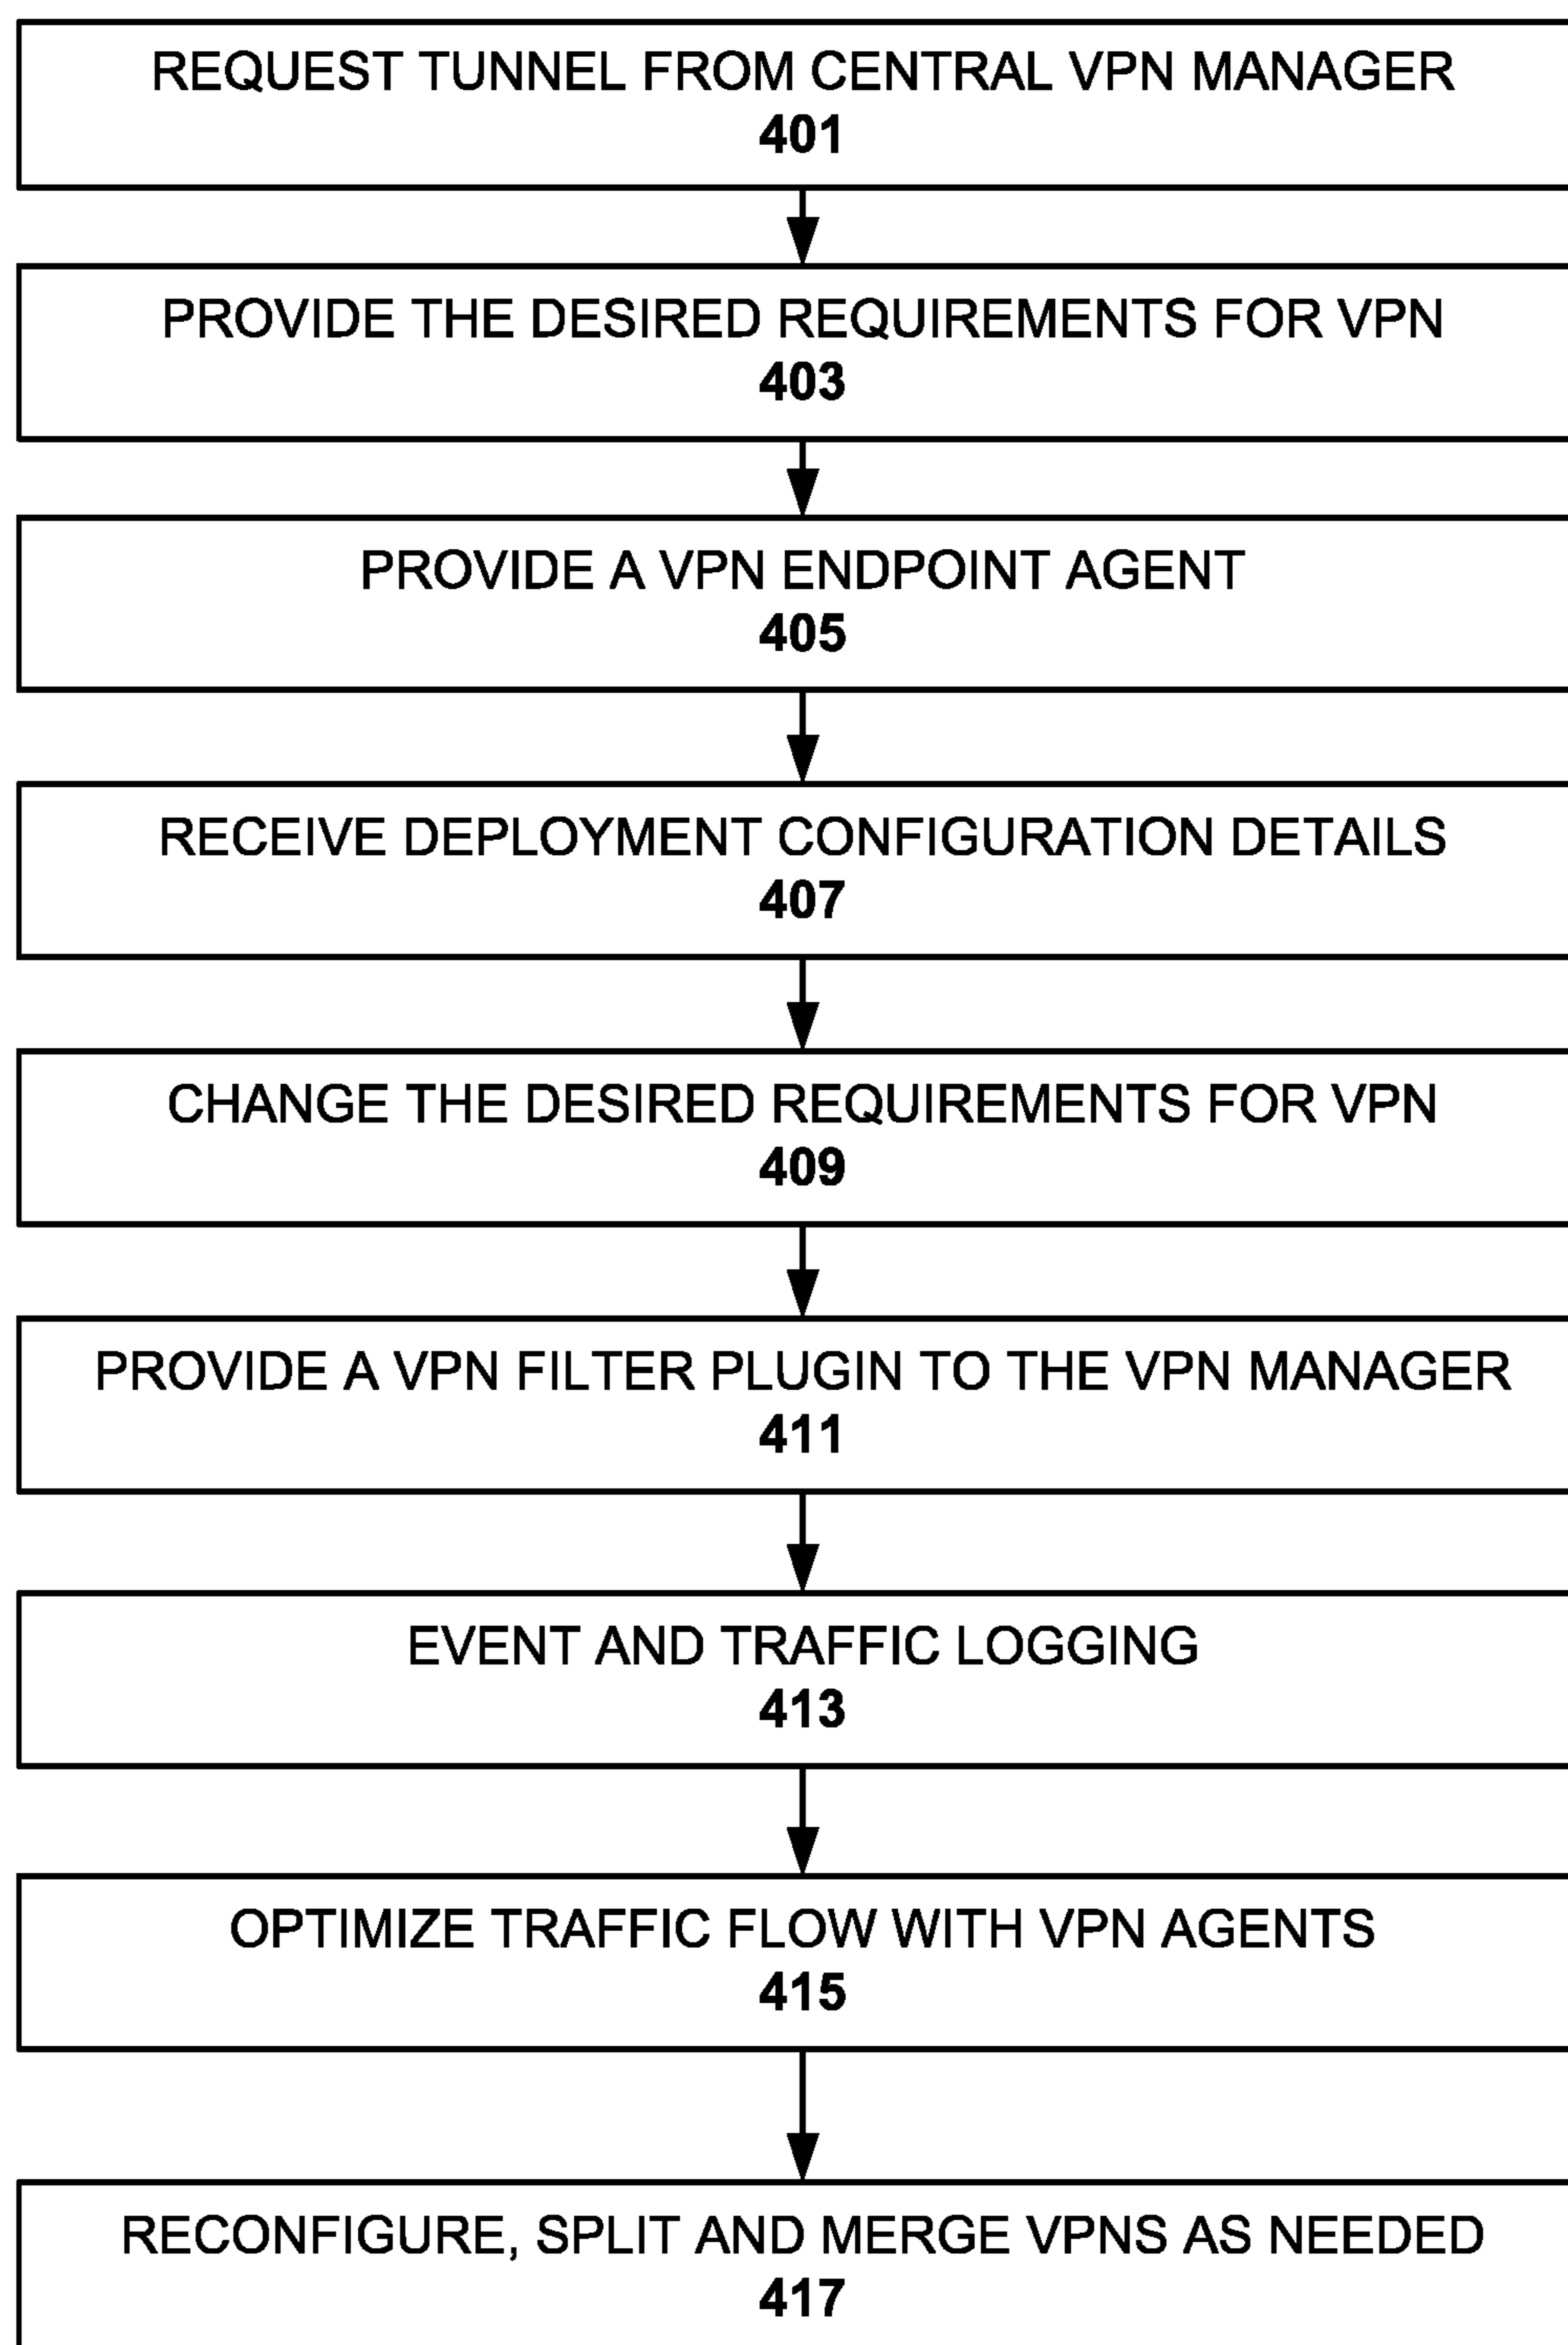 REQUEST TUNNEL FROM CENTRAL VPN MANAGER
401
PROVIDE THE DESIRED REQUIREMENTS FOR VPN
403
PROVIDE A VPN ENDPOINT AGENT
405
RECEIVE DEPLOYMENT CONFIGURATION DETAILS
407
CHANGE THE DESIRED REQUIREMENTS FOR VPN
409
PROVIDE A VPN FILTER PLUGIN TO THE VPN MANAGER
411
EVENT AND TRAFFIC LOGGING
413
OPTIMIZE TRAFFIC FLOW WITH VPN AGENTS
415
RECONFIGURE, SPLIT AND MERGE VPNS AS NEEDED
417